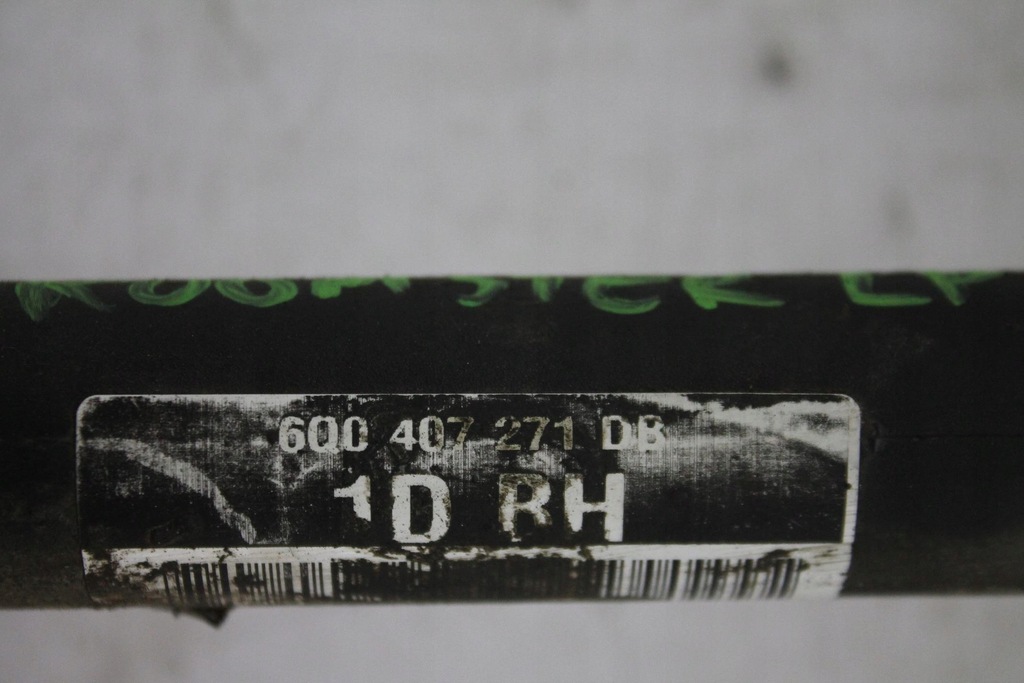 ROOMSTER LP
6Q0 407 271 DB
1D RH